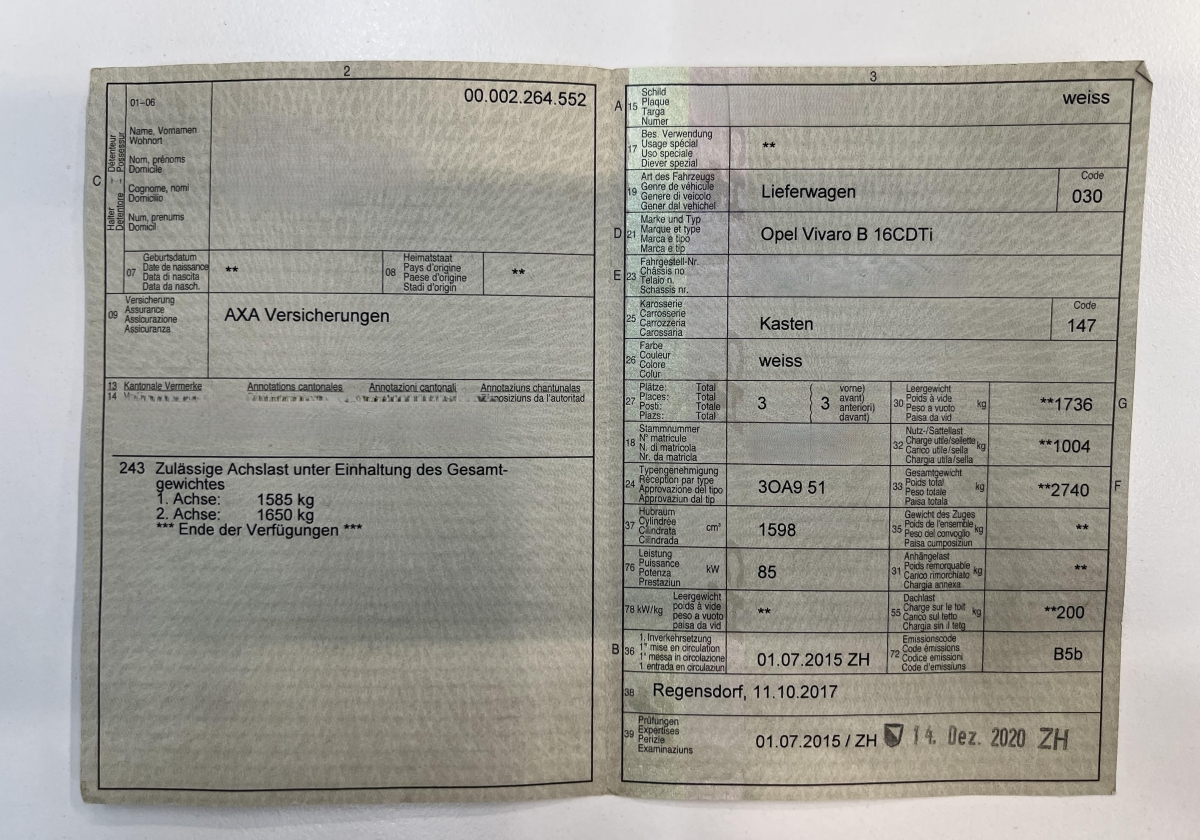 2
00.002.264.552
C
Halter – Détenteur
Detentore – Possessur
01–06
Name, Vornamen
Wohnort
Nom, prénoms
Domicile
Cognome, nomi
Domicilio
Num, prenums
Domicil
07
Geburtsdatum
Date de naissance
Data di nascita
Data da nasch.
**
08
Heimatstaat
Pays d'origine
Paese d'origine
Stadi d'origin
**
09
Versicherung
Assurance
Assicurazione
Assicuranza
AXA Versicherungen
13 Kantonale Vermerke Annotations cantonales Annotazioni cantonali Annotaziuns chantunalas
14
243 Zulässige Achslast unter Einhaltung des Gesamt-
gewichtes
1. Achse: 1585 kg
2. Achse: 1650 kg
*** Ende der Verfügungen ***
3
A
15
Schild
Plaque
Targa
Numer
weiss
17
Bes. Verwendung
Usage spécial
Uso speciale
Diever spezial
**
19
Art des Fahrzeugs
Genre de véhicule
Genere di veicolo
Gener dal vehichel
Lieferwagen
Code
030
D
21
Marke und Typ
Marque et type
Marca e tipo
Marca e tip
Opel Vivaro B 16CDTi
E
23
Fahrgestell-Nr.
Châssis no
Telaio n.
Schassis nr.
25
Karosserie
Carrosserie
Carrozzeria
Carossaria
Kasten
Code
147
26
Farbe
Couleur
Colore
Colur
weiss
27
Plätze: Total
Places: Total
Posti: Totale
Plazs: Total
3
( 3 vorne)
avant)
anteriori)
( davant)
30
Leergewicht
Poids à vide
Peso a vuoto
Paisa da vid
kg
**1736
G
18
Stammnummer
N° matricule
N. di matricola
Nr. da matricla
32
Nutz-/Sattellast
Charge utile/sellette
Carico utile/sella
Chargia utila/sella
kg
**1004
24
Typengenehmigung
Réception par type
Approvazione del tipo
Approvaziun dal tip
3OA9 51
33
Gesamtgewicht
Poids total
Peso totale
Paisa totala
kg
**2740
F
37
Hubraum
Cylindrée
Cilindrata
Cilindrada
cm³
1598
35
Gewicht des Zuges
Poids de l'ensemble
Peso del convoglio
Paisa cumposiziun
kg
**
76
Leistung
Puissance
Potenza
Prestaziun
kW
85
31
Anhängelast
Poids remorquable
Carico rimorchiato
Chargia annexa
kg
**
78 kW/kg
Leergewicht
poids à vide
peso a vuoto
paisa da vid
**
55
Dachlast
Charge sur le toit
Carico sul tetto
Chargia sin il tetg
kg
**200
B
36
1. Inverkehrsetzung
1re mise en circulation
1a messa in circolazione
1 entrada en circulaziun
01.07.2015 ZH
72
Emissionscode
Code émissions
Codice emissioni
Code d'emissiuns
B5b
38
Regensdorf, 11.10.2017
39
Prüfungen
Expertises
Perizie
Examinaziuns
01.07.2015 / ZH 14. Dez. 2020 ZH